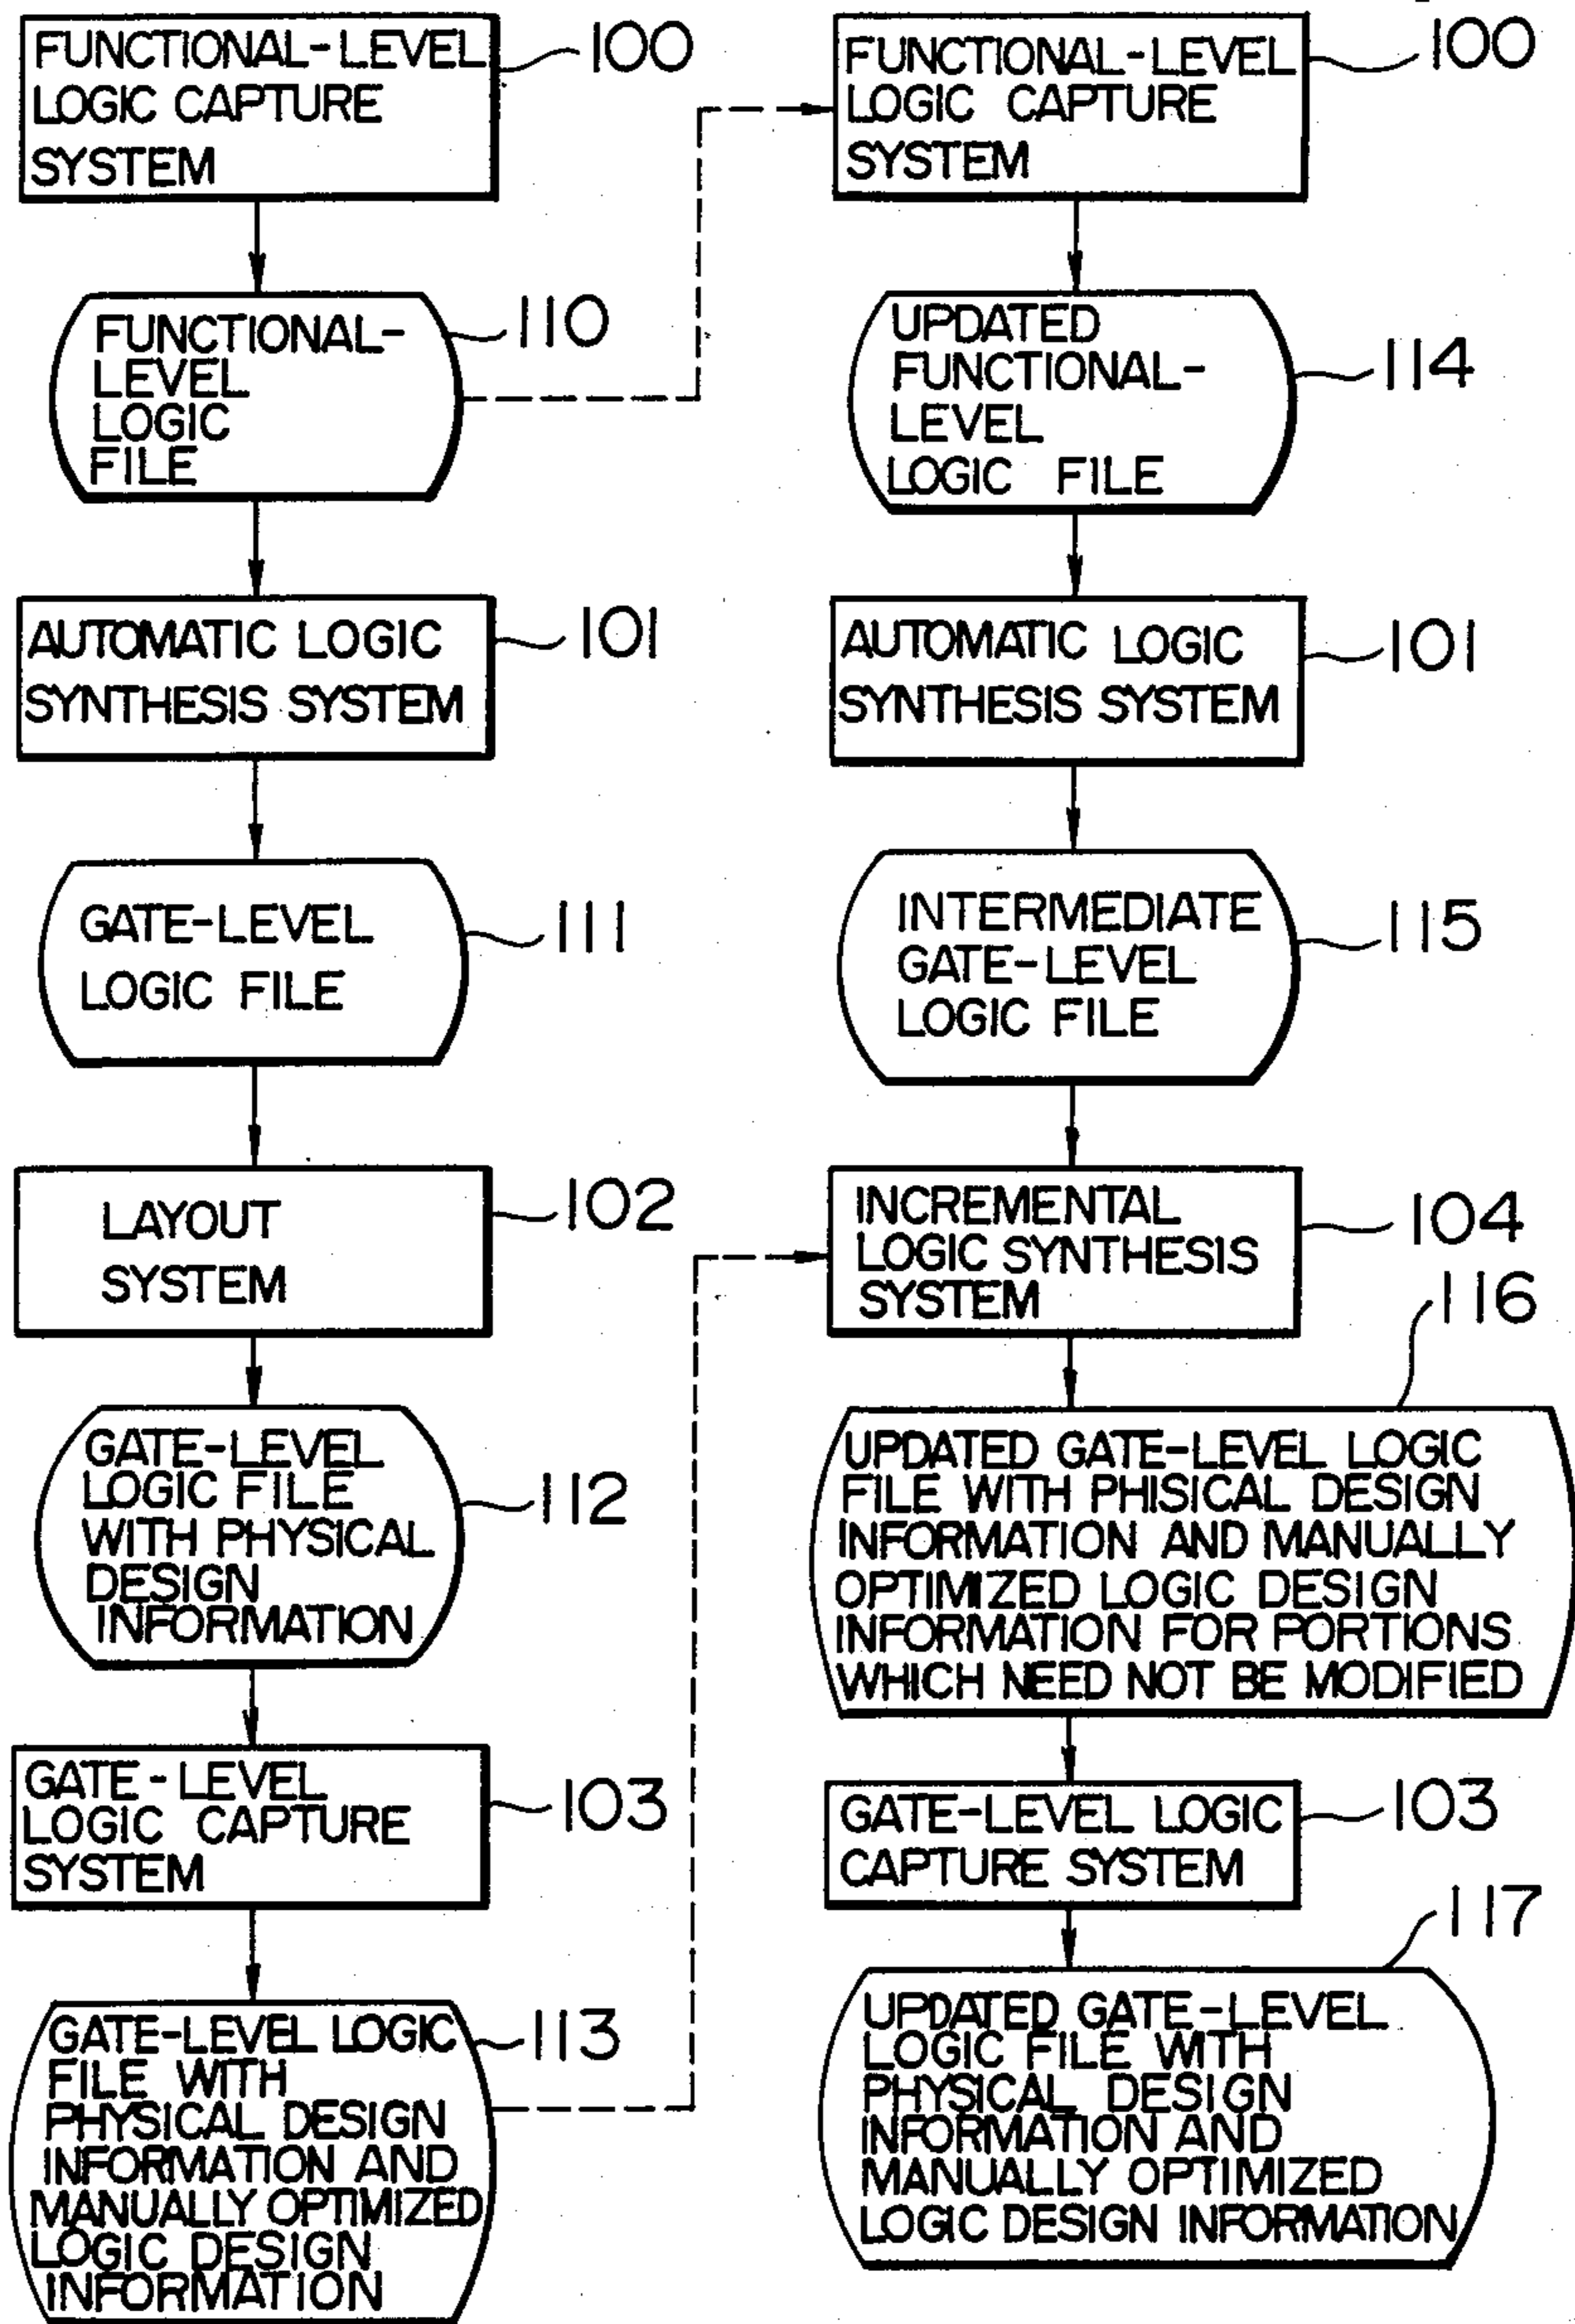 FUNCTIONAL-LEVEL
LOGIC CAPTURE
SYSTEM
100
FUNCTIONAL-
LEVEL
LOGIC
FILE
110
AUTOMATIC LOGIC
SYNTHESIS SYSTEM
101
GATE-LEVEL
LOGIC FILE
111
LAYOUT
SYSTEM
102
GATE-LEVEL
LOGIC FILE
WITH PHYSICAL
DESIGN
INFORMATION
112
GATE-LEVEL
LOGIC CAPTURE
SYSTEM
103
GATE-LEVEL LOGIC
FILE WITH
PHYSICAL DESIGN
INFORMATION AND
MANUALLY OPTIMIZED
LOGIC DESIGN
INFORMATION
113
FUNCTIONAL-LEVEL
LOGIC CAPTURE
SYSTEM
100
UPDATED
FUNCTIONAL-
LEVEL
LOGIC FILE
114
AUTOMATIC LOGIC
SYNTHESIS SYSTEM
101
INTERMEDIATE
GATE-LEVEL
LOGIC FILE
115
INCREMENTAL
LOGIC SYNTHESIS
SYSTEM
104
116
UPDATED GATE-LEVEL LOGIC
FILE WITH PHISICAL DESIGN
INFORMATION AND MANUALLY
OPTIMIZED LOGIC DESIGN
INFORMATION FOR PORTIONS
WHICH NEED NOT BE MODIFIED
GATE-LEVEL LOGIC
CAPTURE SYSTEM
103
117
UPDATED GATE-LEVEL
LOGIC FILE WITH
PHYSICAL DESIGN
INFORMATION AND
MANUALLY OPTIMIZED
LOGIC DESIGN INFORMATION